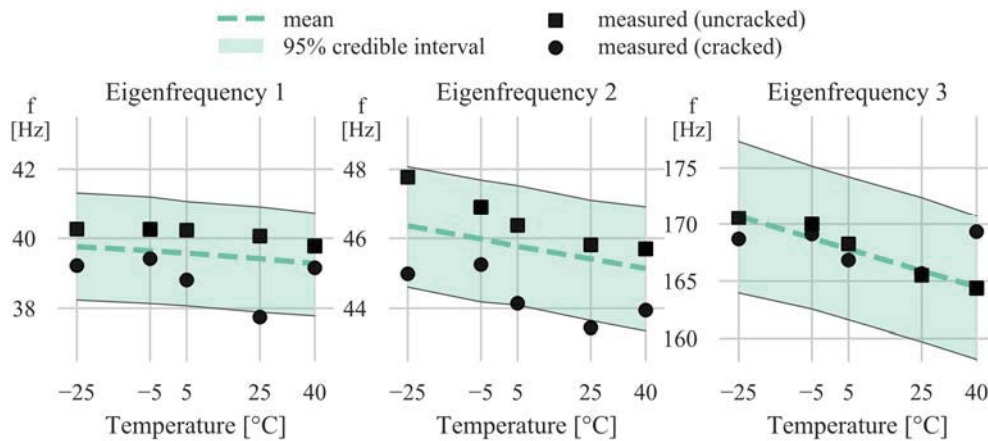 mean
95% credible interval
measured (uncracked)
measured (cracked)
Eigenfrequency 1
f
[Hz]
42
40
38
−25 −5 5 25 40
Temperature [°C]
Eigenfrequency 2
f
[Hz]
48
46
44
−25 −5 5 25 40
Temperature [°C]
Eigenfrequency 3
f
[Hz]
175
170
165
160
−25 −5 5 25 40
Temperature [°C]